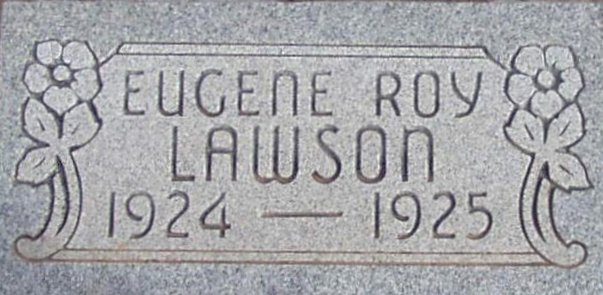 EUGENE ROY
LAWSON
1924 — 1925